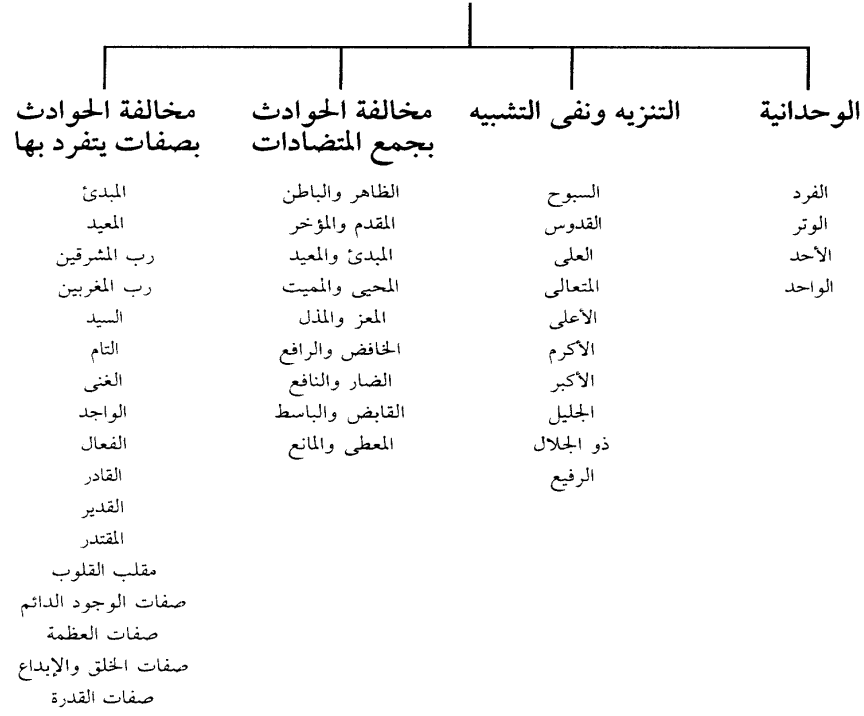 الوحدانية
الفرد
الوتر
الأحد
الواحد
التنزيه ونفى التشبيه
السبوح
القدوس
العلى
المتعالى
الأعلى
الأكرم
الأكبر
الجليل
ذو الجلال
الرفيع
مخالفة الحوادث
بجمع المتضادات
الظاهر والباطن
المقدم والمؤخر
المبدئ والمعيد
المحيى والمميت
المعز والمذل
الخافض والرافع
الضار والنافع
القابض والباسط
المعطى والمانع
مخالفة الحوادث
بصفات يتفرد بها
المبدئ
المعيد
رب المشرقين
رب المغربين
السيد
التام
الغنى
الواجد
الفعال
القادر
القدير
المقتدر
مقلب القلوب
صفات الوجود الدائم
صفات العظمة
صفات الخلق والإبداع
صفات القدرة